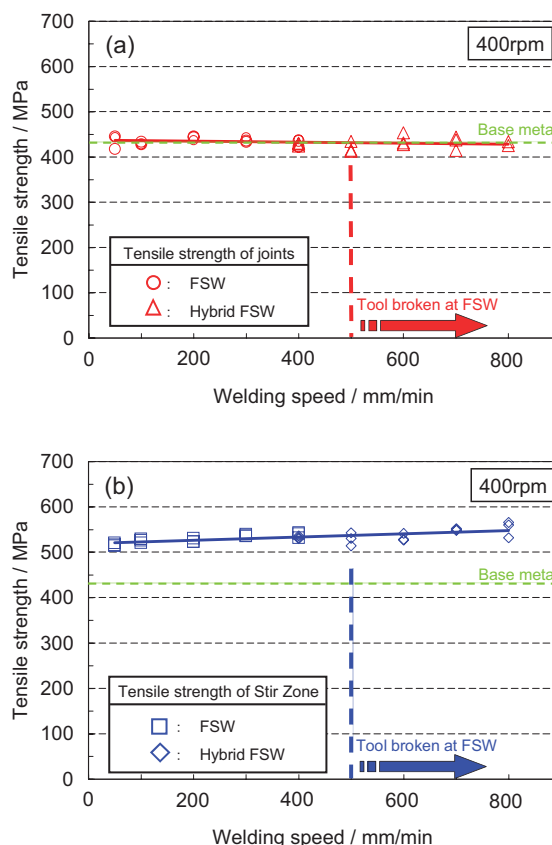 (a)
400rpm
700
600
500
400
300
200
100
0
Tensile strength / MPa
Base meta
Tensile strength of joints
: FSW
: Hybrid FSW
Tool broken at FSW
0 200 400 600 800
Welding speed / mm/min
(b)
400rpm
700
600
500
400
300
200
100
0
Tensile strength / MPa
Base meta
Tensile strength of Stir Zone
: FSW
: Hybrid FSW
Tool broken at FSW
0 200 400 600 800
Welding speed / mm/min